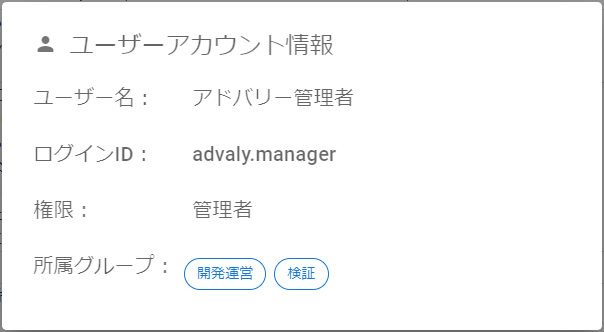 ユーザーアカウント情報
ユーザー名： アドバリー管理者
ログインID： advaly.manager
権限： 管理者
所属グループ： 開発運営 検証